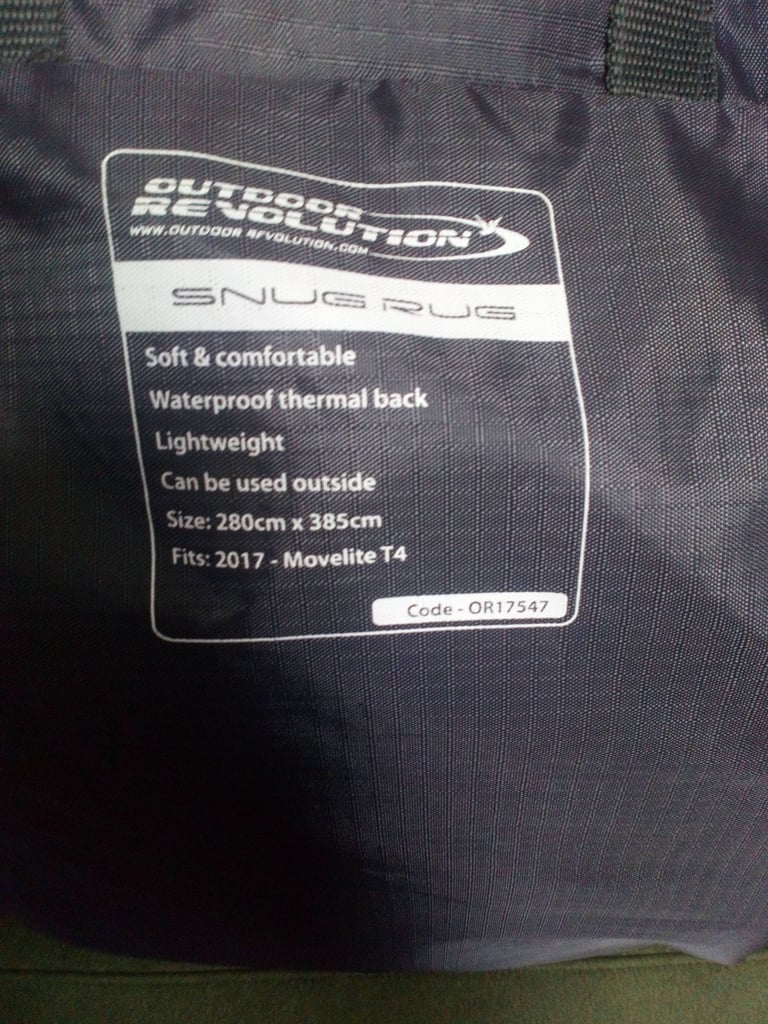 OUTDOOR
REVOLUTION
WWW.OUTDOOR REVOLUTION.COM
SNUG RUG
Soft & comfortable
Waterproof thermal back
Lightweight
Can be used outside
Size: 280cm x 385cm
Fits: 2017 - Movelite T4
Code - OR17547